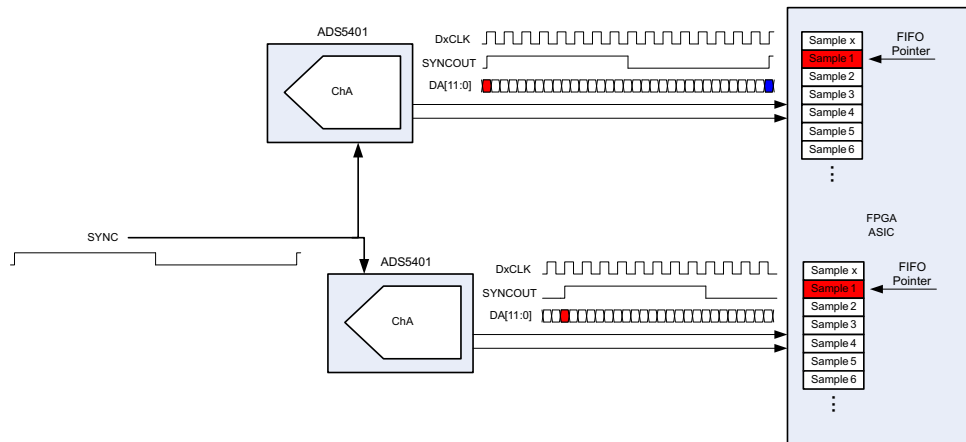 ADS5401
DxCLK
SYNCOUT
DA[11:0]
ChA
Sample x
Sample 1
Sample 2
Sample 3
Sample 4
Sample 5
Sample 6
FIFO
Pointer
SYNC
FPGA
ASIC
ADS5401
DxCLK
SYNCOUT
DA[11:0]
ChA
Sample x
Sample 1
Sample 2
Sample 3
Sample 4
Sample 5
Sample 6
FIFO
Pointer